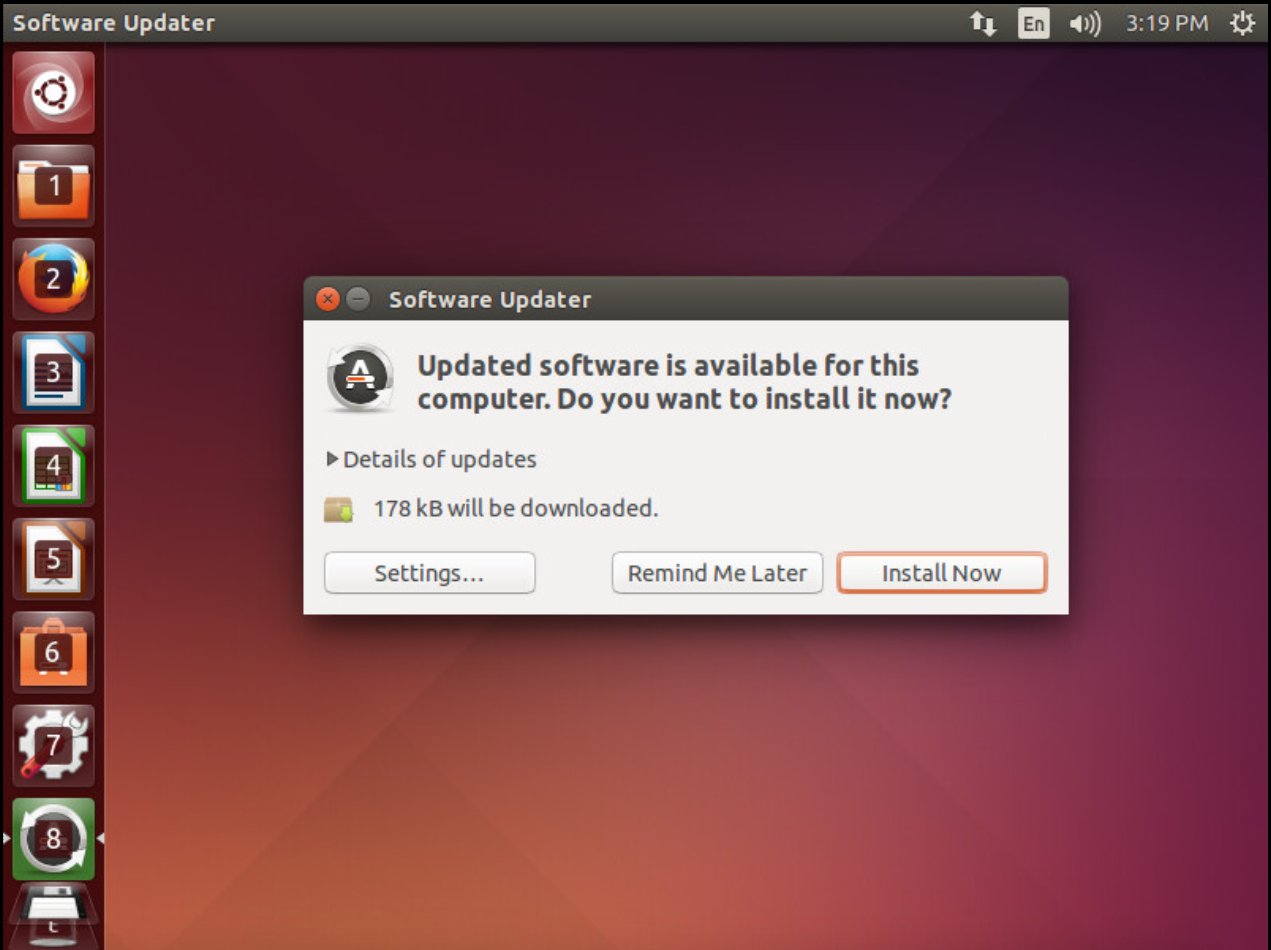 Software Updater
En
3:19 PM
1
2
3
4
5
6
7
8
t
Software Updater
Updated software is available for this
computer. Do you want to install it now?
Details of updates
178 kB will be downloaded.
Settings...
Remind Me Later
Install Now